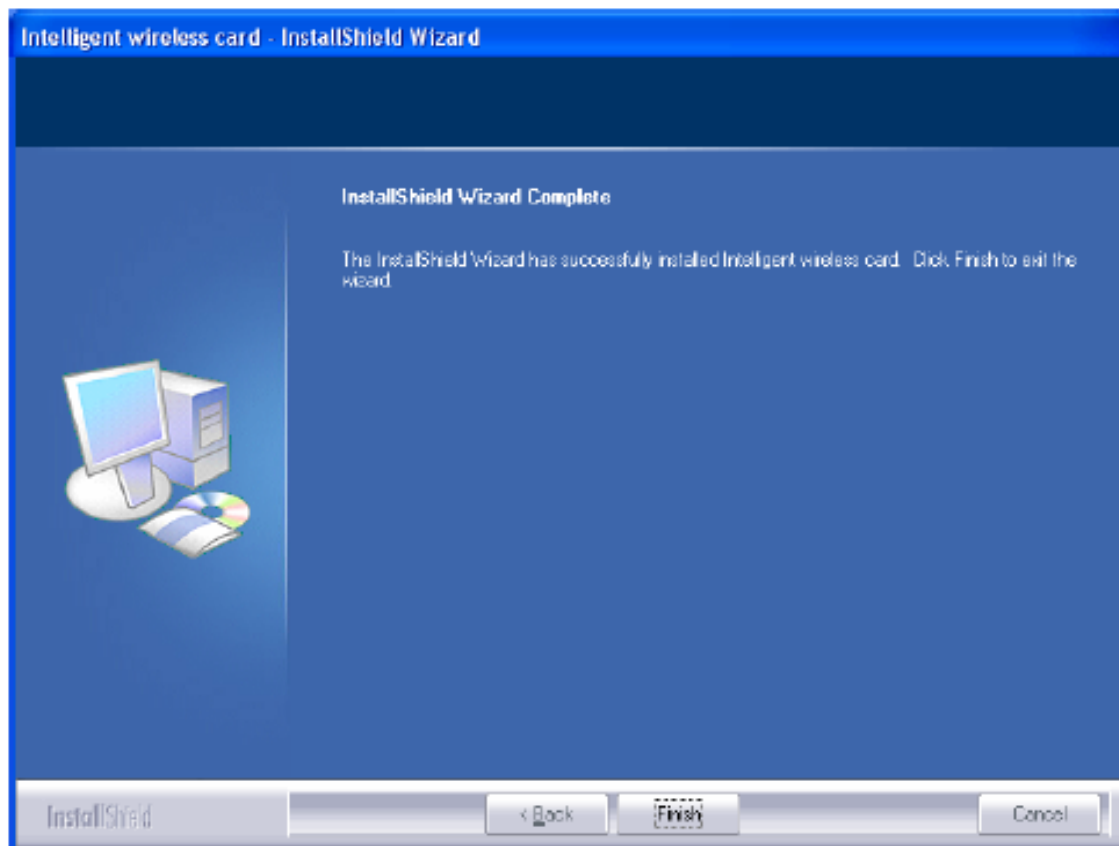 Intelligent wireless card - InstallShield Wizard
InstallShield Wizard Complete
The InstallShield Wizard has successfully installed Intelligent wireless card. Click Finish to exit the
wizard.
InstallShield
< Back
Finish
Cancel